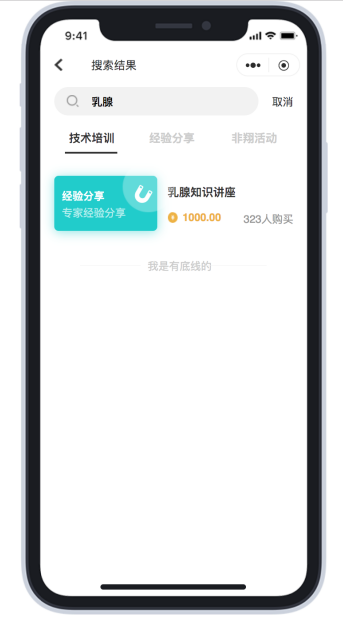 9:41
搜索结果
乳腺
取消
技术培训
经验分享
非翔活动
经验分享
专家经验分享
乳腺知识讲座
1000.00
323人购买
我是有底线的